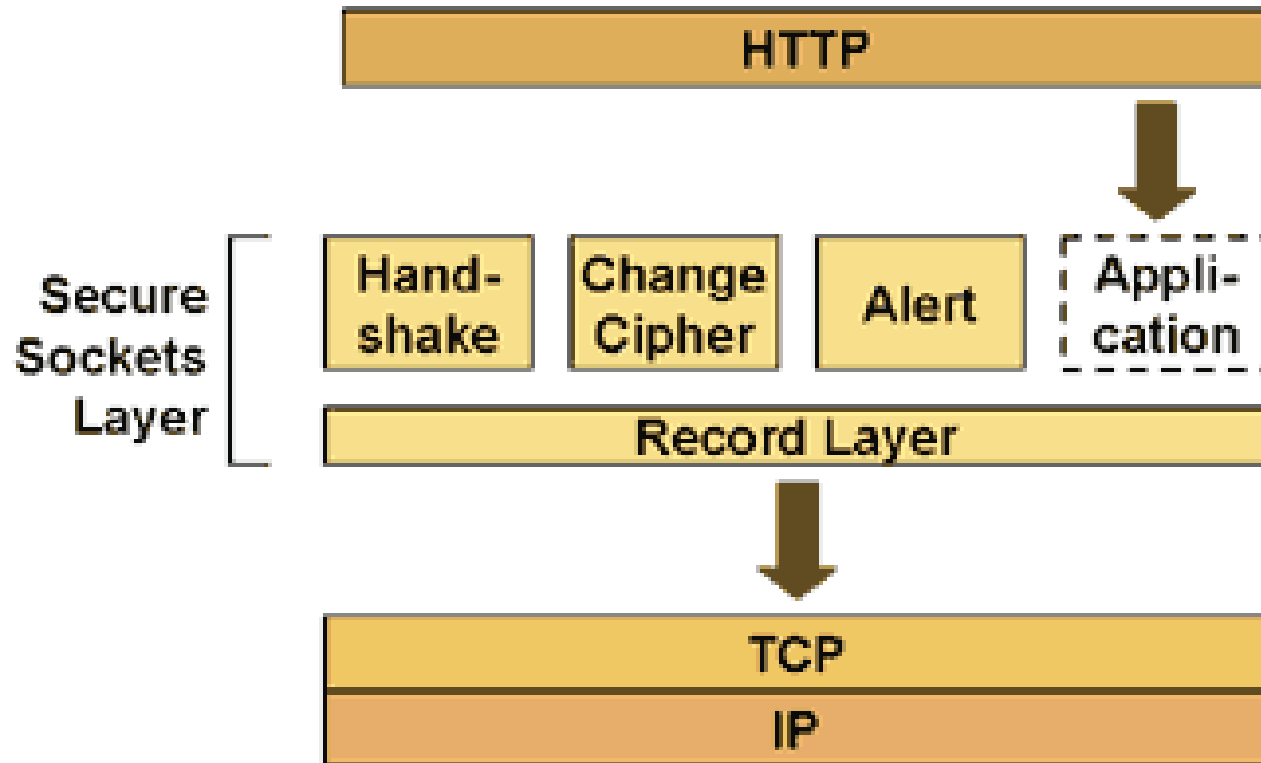 HTTP
Secure
Sockets
Layer
Hand-
shake
Change
Cipher
Alert
Appli-
cation
Record Layer
TCP
IP